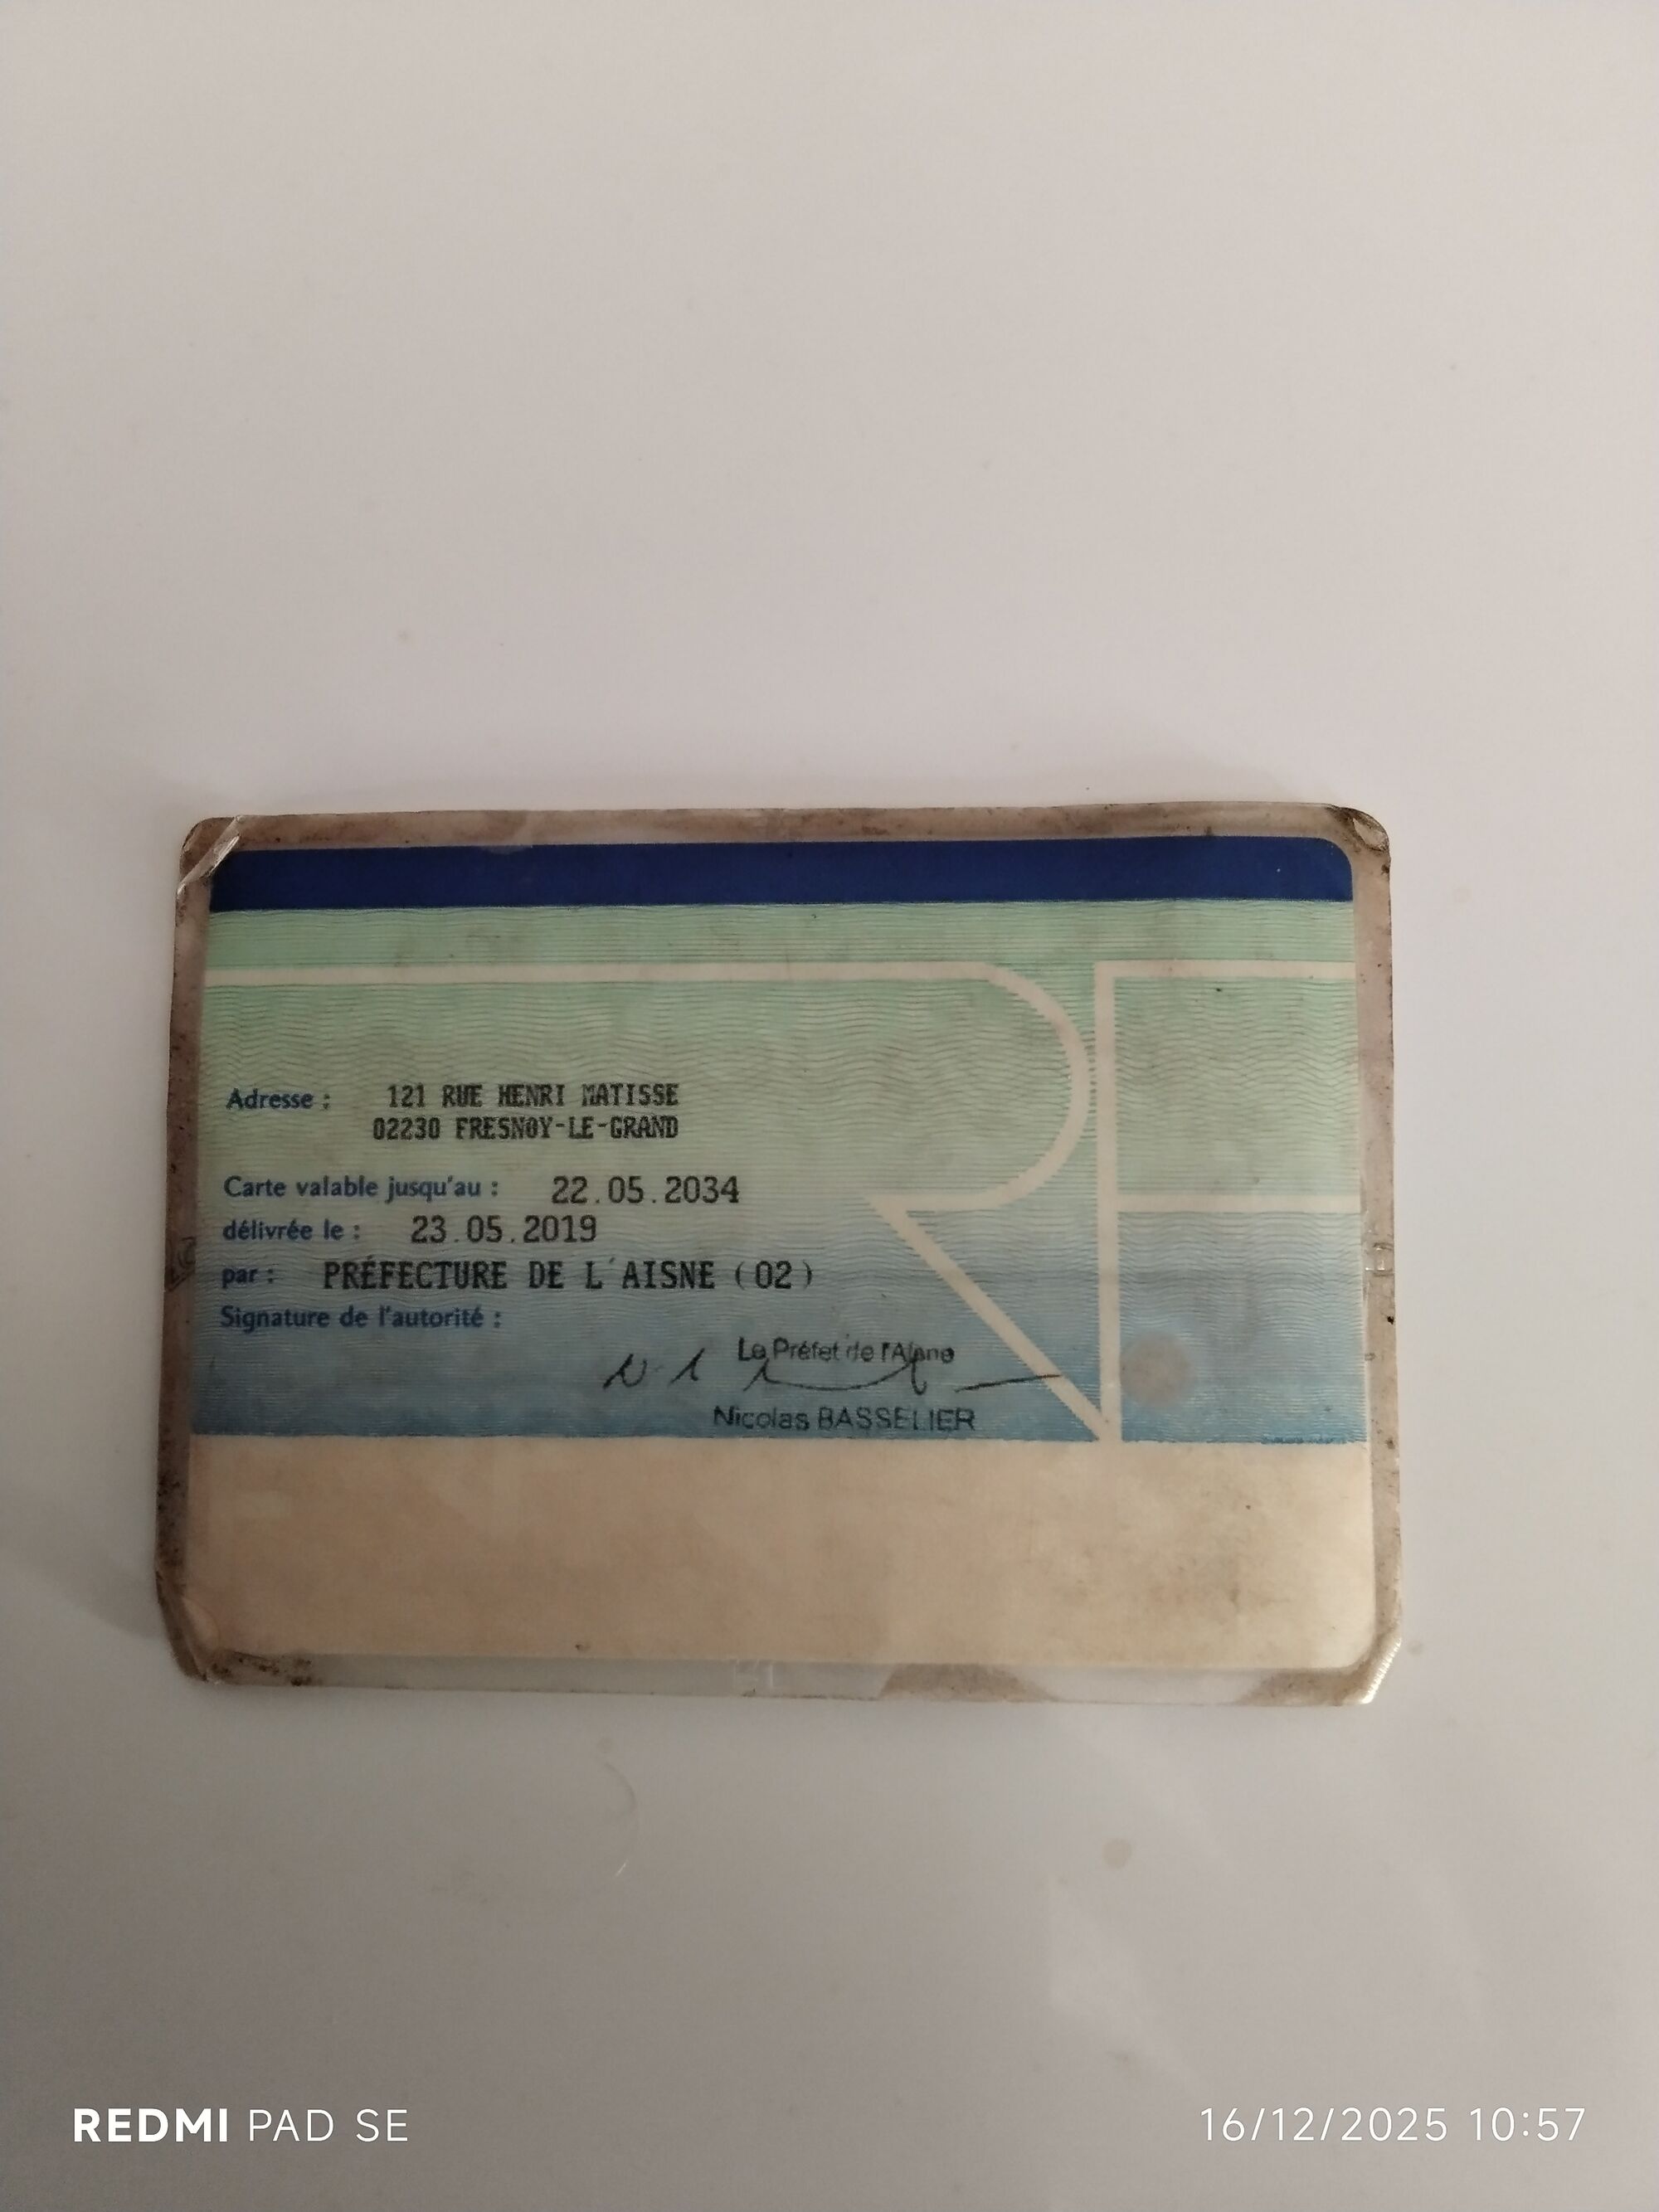 Adresse : 121 RUE HENRI MATISSE
02230 FRESNOY-LE-GRAND
Carte valable jusqu'au : 22.05.2034
délivrée le : 23.05.2019
par : PRÉFECTURE DE L'AISNE (02)
Signature de l'autorité :
Le Préfet de l'Aisne
Nicolas BASSELIER
RF
REDMI PAD SE
16/12/2025 10:57